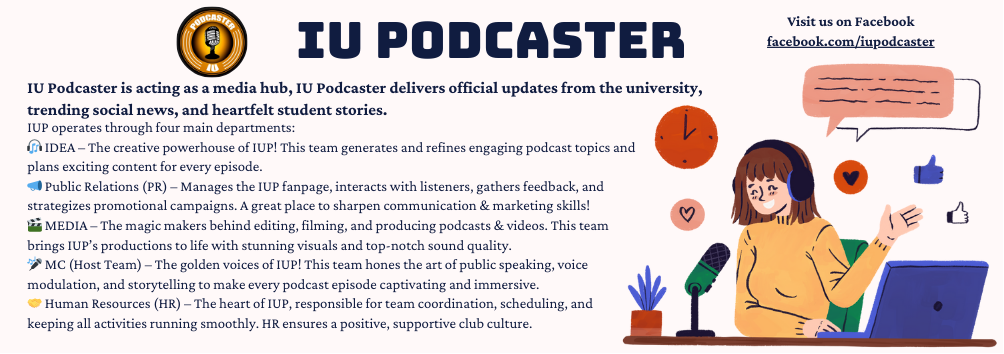 PODCASTER
IU
IU PODCASTER
Visit us on Facebook
facebook.com/iupodcaster
IU Podcaster is acting as a media hub, IU Podcaster delivers official updates from the university,
trending social news, and heartfelt student stories.
IUP operates through four main departments:
🎧 IDEA – The creative powerhouse of IUP! This team generates and refines engaging podcast topics and
plans exciting content for every episode.
📣 Public Relations (PR) – Manages the IUP fanpage, interacts with listeners, gathers feedback, and
strategizes promotional campaigns. A great place to sharpen communication & marketing skills!
🎬 MEDIA – The magic makers behind editing, filming, and producing podcasts & videos. This team
brings IUP’s productions to life with stunning visuals and top-notch sound quality.
🎤 MC (Host Team) – The golden voices of IUP! This team hones the art of public speaking, voice
modulation, and storytelling to make every podcast episode captivating and immersive.
🤝 Human Resources (HR) – The heart of IUP, responsible for team coordination, scheduling, and
keeping all activities running smoothly. HR ensures a positive, supportive club culture.